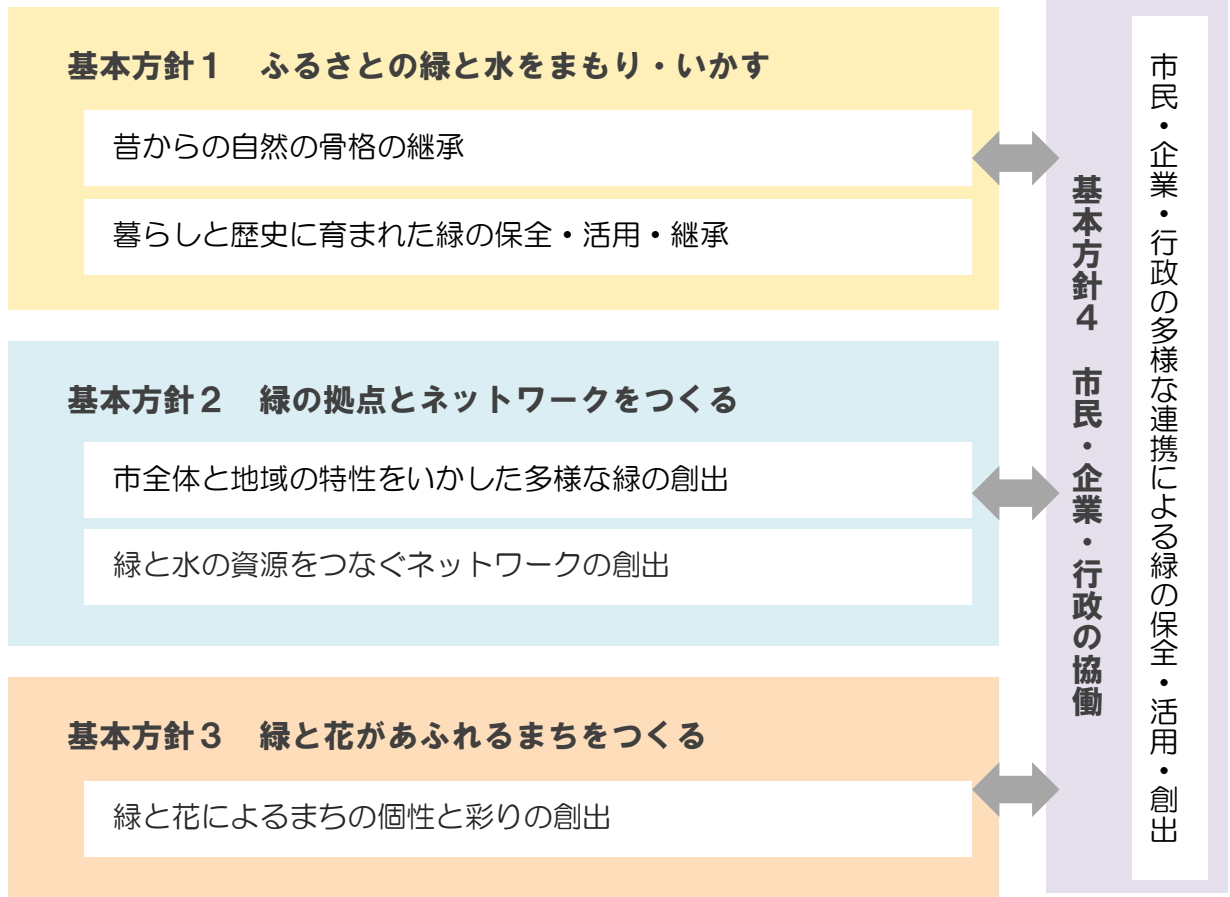 基本方針１　ふるさとの緑と水をまもり・いかす
昔からの自然の骨格の継承
暮らしと歴史に育まれた緑の保全・活用・継承
基本方針２　緑の拠点とネットワークをつくる
市全体と地域の特性をいかした多様な緑の創出
緑と水の資源をつなぐネットワークの創出
基本方針３　緑と花があふれるまちをつくる
緑と花によるまちの個性と彩りの創出
基本方針４　市民・企業・行政の協働
市民・企業・行政の多様な連携による緑の保全・活用・創出